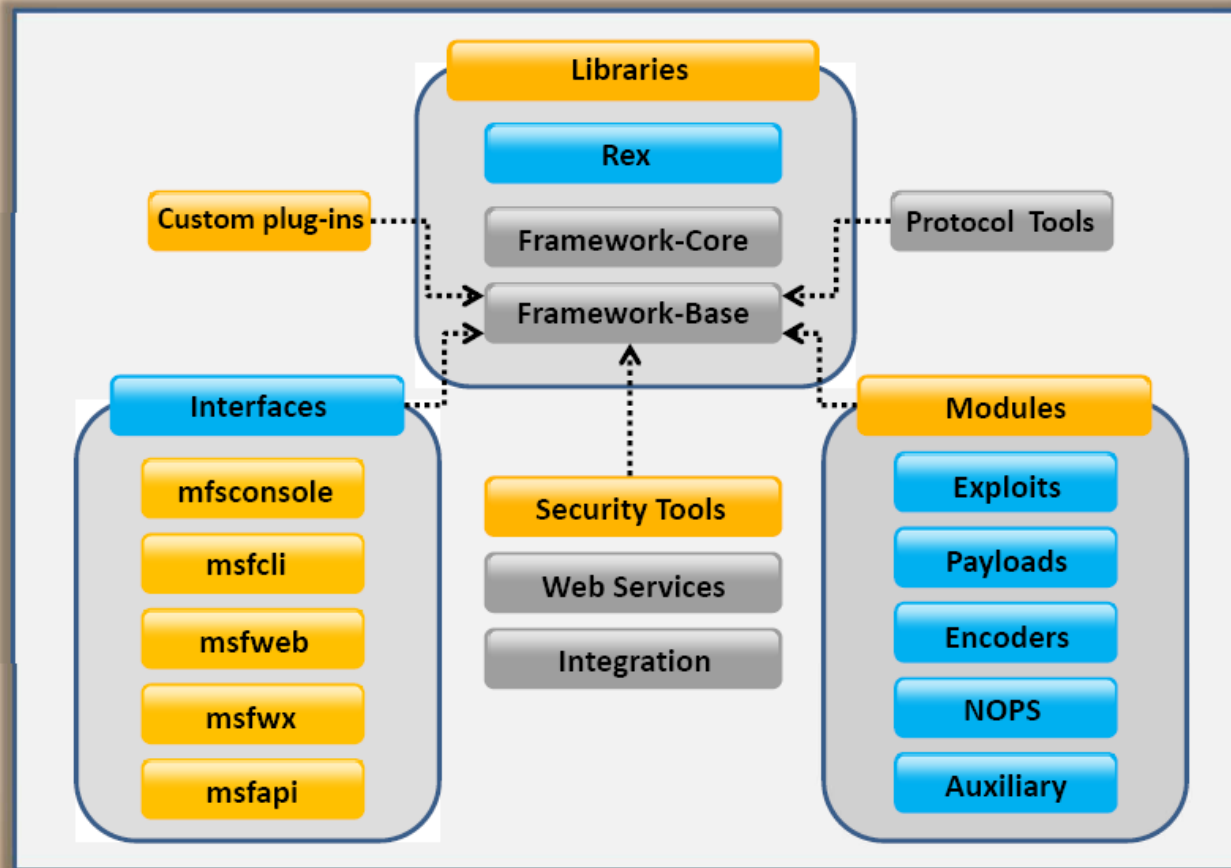 Libraries
Rex
Custom plug-ins
Protocol Tools
Framework-Core
Framework-Base
Interfaces
mfsconsole
msfcli
msfweb
msfwx
msfapi
Security Tools
Web Services
Integration
Modules
Exploits
Payloads
Encoders
NOPS
Auxiliary